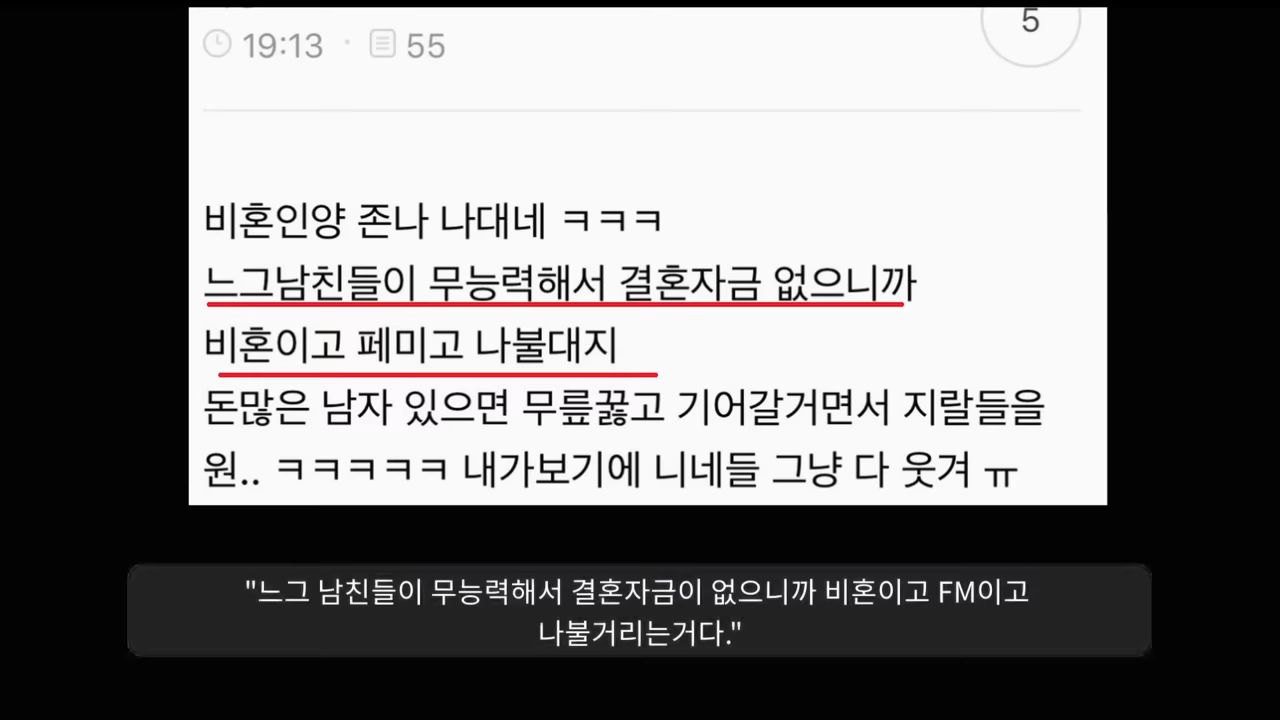 5
19:13 · 55
비혼인양 존나 나대네 ㅋㅋㅋ
느그남친들이 무능력해서 결혼자금 없으니까
비혼이고 페미고 나불대지
돈많은 남자 있으면 무릎꿇고 기어갈거면서 지랄들을
원.. ㅋㅋㅋㅋㅋ 내가보기에 니네들 그냥 다 웃겨 ㅠ
"느그 남친들이 무능력해서 결혼자금이 없으니까 비혼이고 FM이고
나불거리는거다."